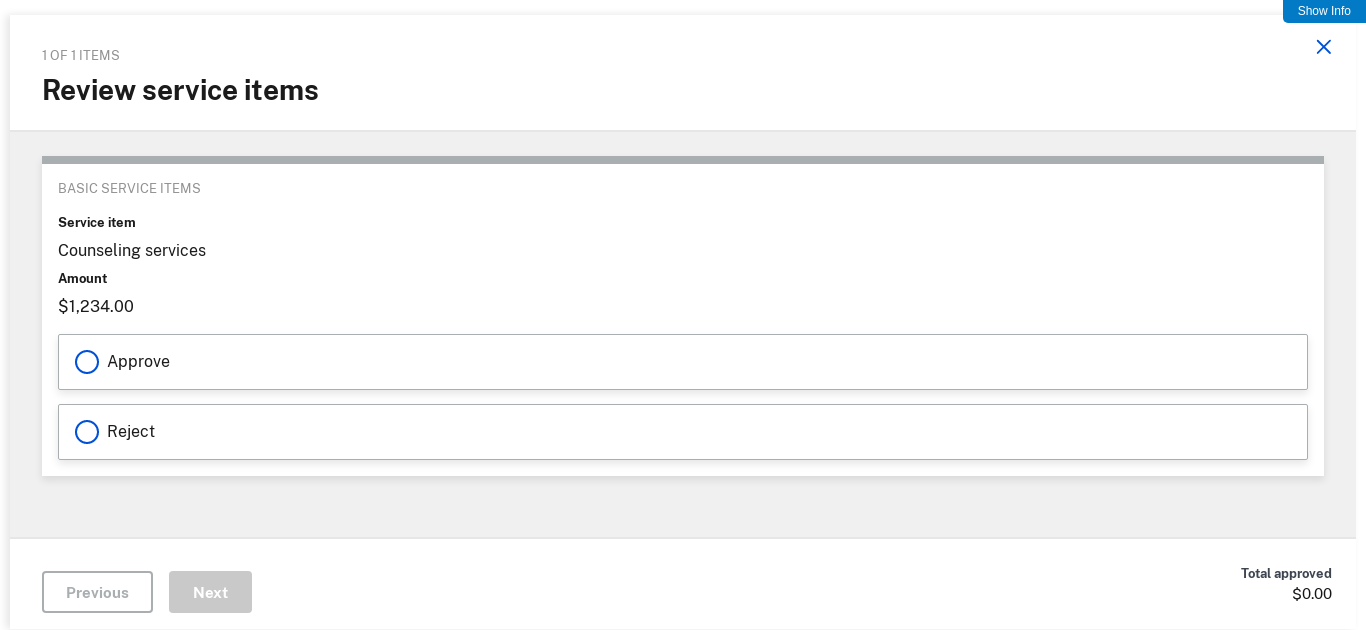 Show Info
1 OF 1 ITEMS
Review service items
BASIC SERVICE ITEMS
Service item
Counseling services
Amount
$1,234.00
Approve
Reject
Previous
Next
Total approved
$0.00